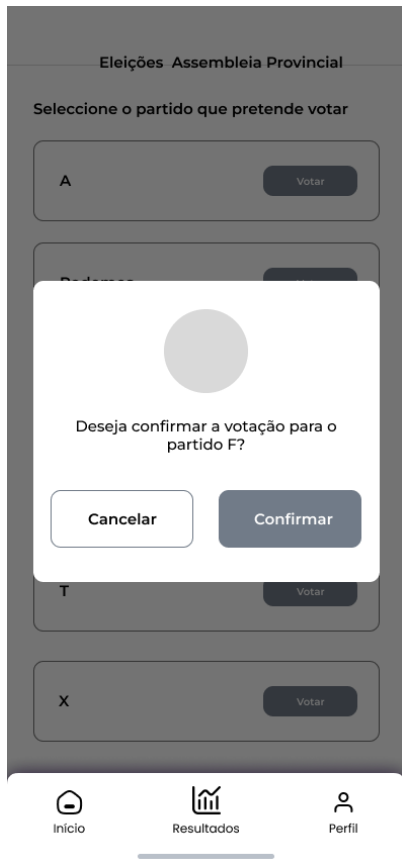 Eleições Assembleia Provincial
Seleccione o partido que pretende votar
A
Votar
Deseja confirmar a votação para o
partido F?
Cancelar
Confirmar
T
Votar
X
Votar
Início
Resultados
Perfil